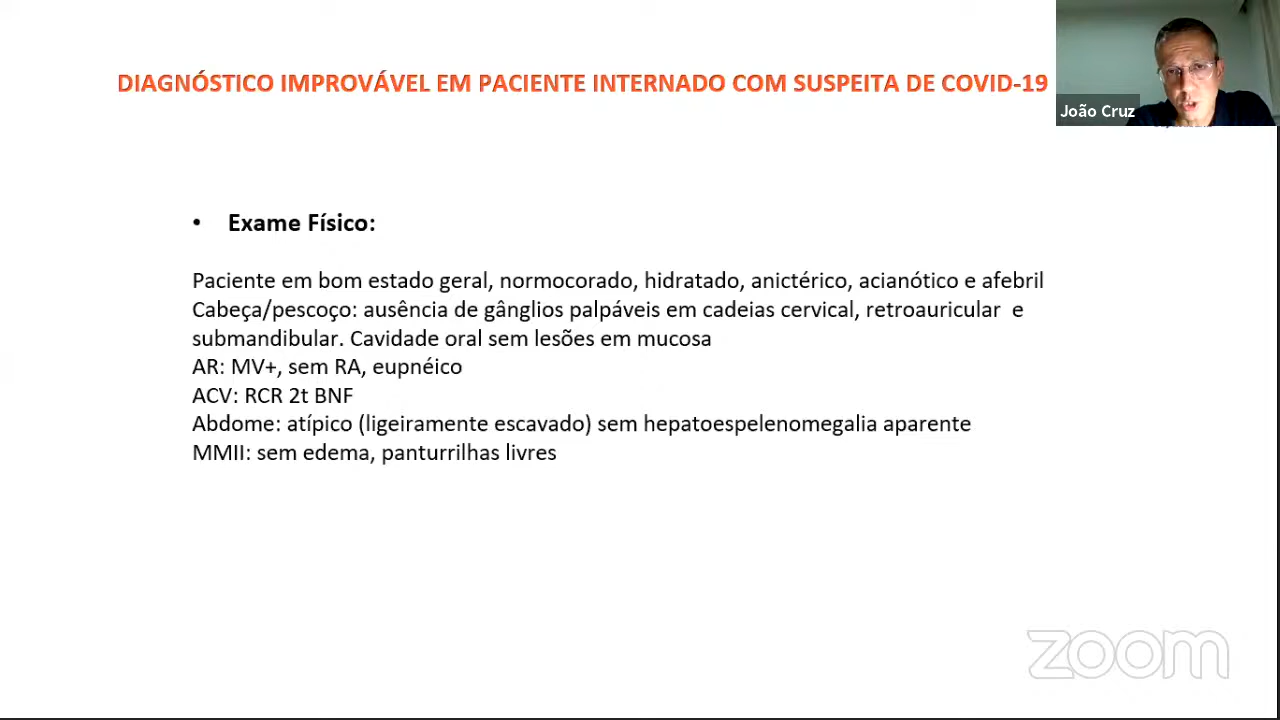 DIAGNÓSTICO IMPROVÁVEL EM PACIENTE INTERNADO COM SUSPEITA DE COVID-19
João Cruz
• Exame Físico:
Paciente em bom estado geral, normocorado, hidratado, anictérico, acianótico e afebril
Cabeça/pescoço: ausência de gânglios palpáveis em cadeias cervical, retroauricular e
submandibular. Cavidade oral sem lesões em mucosa
AR: MV+, sem RA, eupnéico
ACV: RCR 2t BNF
Abdome: atípico (ligeiramente escavado) sem hepatoespelenomegalia aparente
MMII: sem edema, panturrilhas livres
zoom